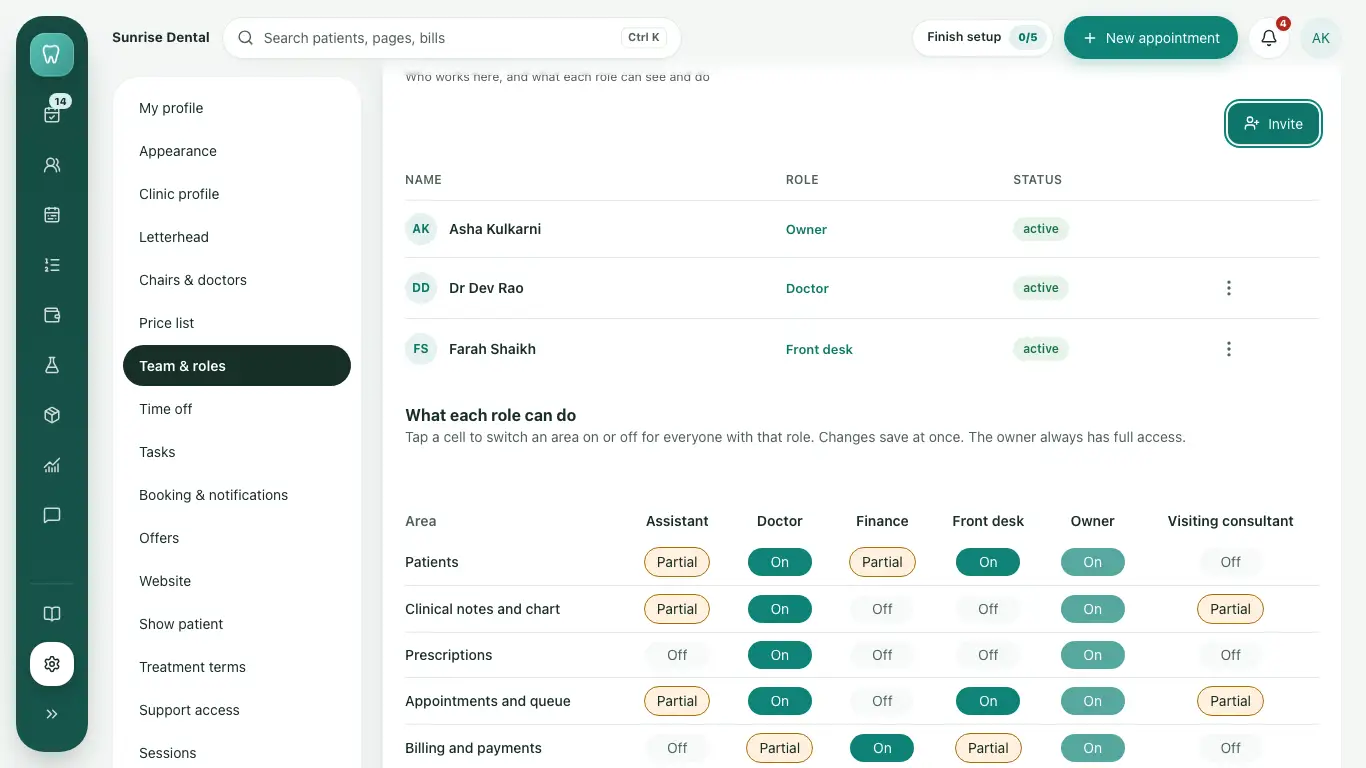 Sunrise Dental
Search patients, pages, bills
Ctrl K
Finish setup 0/5
New appointment
4
AK
14
My profile
Appearance
Clinic profile
Letterhead
Chairs & doctors
Price list
Team & roles
Time off
Tasks
Booking & notifications
Offers
Website
Show patient
Treatment terms
Support access
Sessions
Who works here, and what each role can see and do
Invite
NAME ROLE STATUS
AK Asha Kulkarni Owner active
DD Dr Dev Rao Doctor active
FS Farah Shaikh Front desk active
What each role can do
Tap a cell to switch an area on or off for everyone with that role. Changes save at once. The owner always has full access.
Area Assistant Doctor Finance Front desk Owner Visiting consultant
Patients Partial On Partial On On Off
Clinical notes and chart Partial On Off Off On Partial
Prescriptions Off On Off Off On Off
Appointments and queue Partial On Off On On Partial
Billing and payments Off Partial On Partial On Off